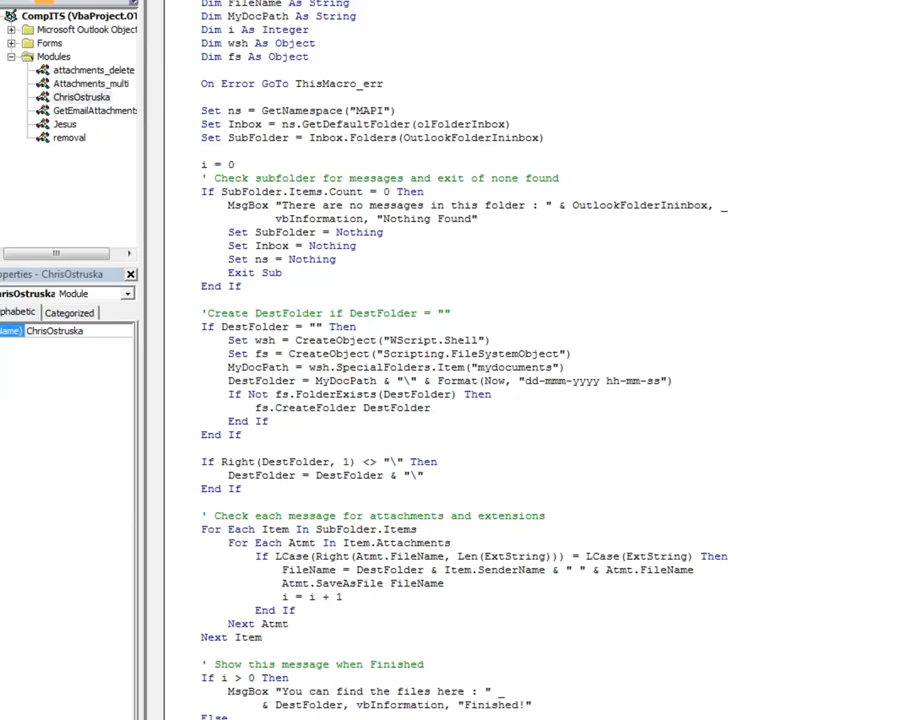 CompITS (VbaProject.OT
Microsoft Outlook Object
Forms
Modules
attachments_delete
Attachments_multi
ChrisOstruska
GetEmailAttachments
Jesus
removal
operties - ChrisOstruska
hrisOstruska Module
phabetic Categorized
Name) ChrisOstruska
Dim FileName As String
Dim MyDocPath As String
Dim i As Integer
Dim wsh As Object
Dim fs As Object
On Error GoTo ThisMacro_err
Set ns = GetNamespace("MAPI")
Set Inbox = ns.GetDefaultFolder(olFolderInbox)
Set SubFolder = Inbox.Folders(OutlookFolderIninbox)
i = 0
' Check subfolder for messages and exit of none found
If SubFolder.Items.Count = 0 Then
MsgBox "There are no messages in this folder : " & OutlookFolderIninbox, _
vbInformation, "Nothing Found"
Set SubFolder = Nothing
Set Inbox = Nothing
Set ns = Nothing
Exit Sub
End If
'Create DestFolder if DestFolder = ""
If DestFolder = "" Then
Set wsh = CreateObject("WScript.Shell")
Set fs = CreateObject("Scripting.FileSystemObject")
MyDocPath = wsh.SpecialFolders.Item("mydocuments")
DestFolder = MyDocPath & "\" & Format(Now, "dd-mmm-yyyy hh-mm-ss")
If Not fs.FolderExists(DestFolder) Then
fs.CreateFolder DestFolder
End If
End If
If Right(DestFolder, 1) <> "\" Then
DestFolder = DestFolder & "\"
End If
' Check each message for attachments and extensions
For Each Item In SubFolder.Items
For Each Atmt In Item.Attachments
If LCase(Right(Atmt.FileName, Len(ExtString))) = LCase(ExtString) Then
FileName = DestFolder & Item.SenderName & " " & Atmt.FileName
Atmt.SaveAsFile FileName
i = i + 1
End If
Next Atmt
Next Item
' Show this message when Finished
If i > 0 Then
MsgBox "You can find the files here : " _
& DestFolder, vbInformation, "Finished!"
Else